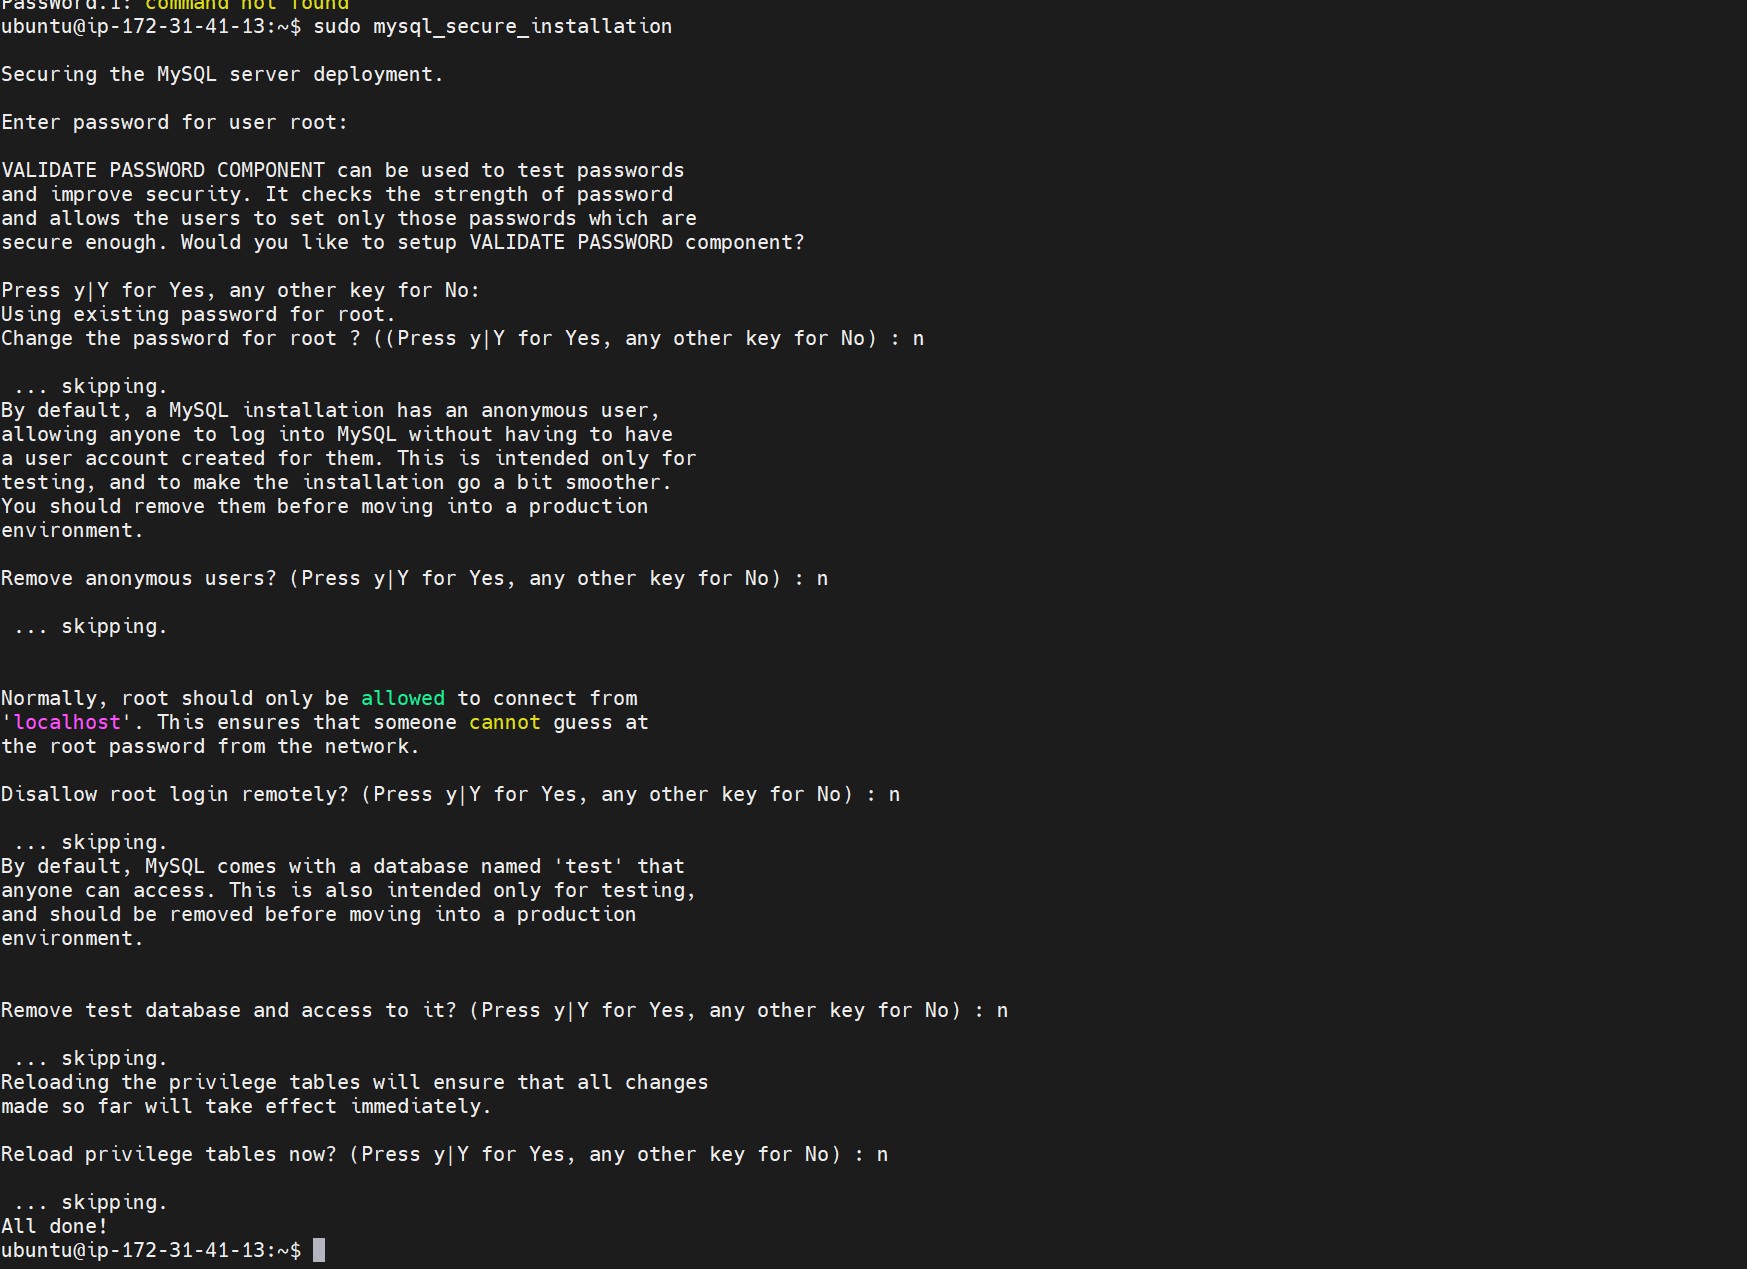 PassWord.1: command not found
ubuntu@ip-172-31-41-13:~$ sudo mysql_secure_installation
Securing the MySQL server deployment.
Enter password for user root:
VALIDATE PASSWORD COMPONENT can be used to test passwords
and improve security. It checks the strength of password
and allows the users to set only those passwords which are
secure enough. Would you like to setup VALIDATE PASSWORD component?
Press y|Y for Yes, any other key for No:
Using existing password for root.
Change the password for root ? ((Press y|Y for Yes, any other key for No) : n
... skipping.
By default, a MySQL installation has an anonymous user,
allowing anyone to log into MySQL without having to have
a user account created for them. This is intended only for
testing, and to make the installation go a bit smoother.
You should remove them before moving into a production
environment.
Remove anonymous users? (Press y|Y for Yes, any other key for No) : n
... skipping.
Normally, root should only be allowed to connect from
'localhost'. This ensures that someone cannot guess at
the root password from the network.
Disallow root login remotely? (Press y|Y for Yes, any other key for No) : n
... skipping.
By default, MySQL comes with a database named 'test' that
anyone can access. This is also intended only for testing,
and should be removed before moving into a production
environment.
Remove test database and access to it? (Press y|Y for Yes, any other key for No) : n
... skipping.
Reloading the privilege tables will ensure that all changes
made so far will take effect immediately.
Reload privilege tables now? (Press y|Y for Yes, any other key for No) : n
... skipping.
All done!
ubuntu@ip-172-31-41-13:~$